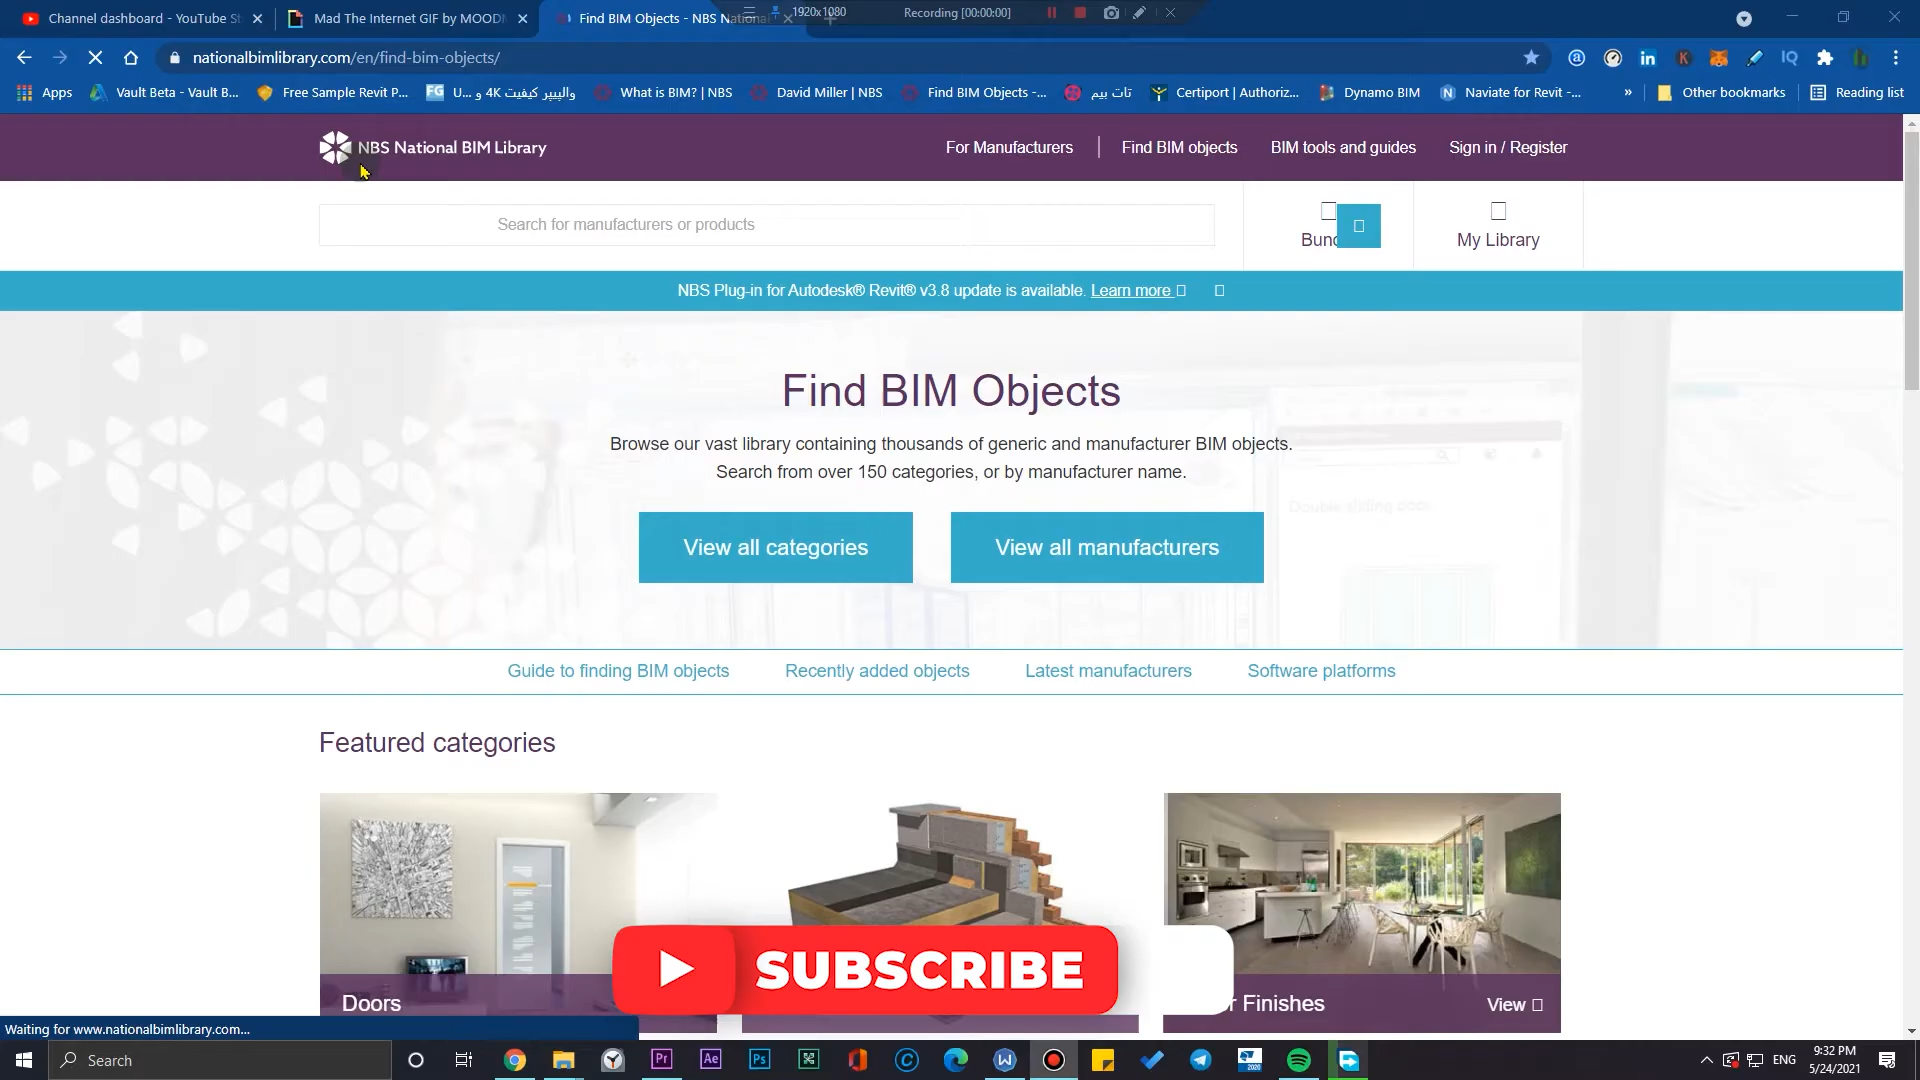 Channel dashboard - YouTube St
Mad The Internet GIF by MOODM
Find BIM Objects - NBS National
1920x1080
Recording [00:00:00]
nationalbimlibrary.com/en/find-bim-objects/
Apps
Vault Beta - Vault B...
Free Sample Revit P...
والپیپر کیفیت 4K و ...U
What is BIM? | NBS
David Miller | NBS
Find BIM Objects -...
تات بیم
Certiport | Authoriz...
Dynamo BIM
Naviate for Revit -...
»
Other bookmarks
Reading list
NBS National BIM Library
For Manufacturers
Find BIM objects
BIM tools and guides
Sign in / Register
Search for manufacturers or products
My Library
NBS Plug-in for Autodesk® Revit® v3.8 update is available. Learn more
Find BIM Objects
Browse our vast library containing thousands of generic and manufacturer BIM objects.
Search from over 150 categories, or by manufacturer name.
View all categories
View all manufacturers
Guide to finding BIM objects
Recently added objects
Latest manufacturers
Software platforms
Featured categories
Doors
Finishes
View
SUBSCRIBE
Waiting for www.nationalbimlibrary.com...
Search
Pr
Ae
Ps
ENG
9:32 PM
5/24/2021